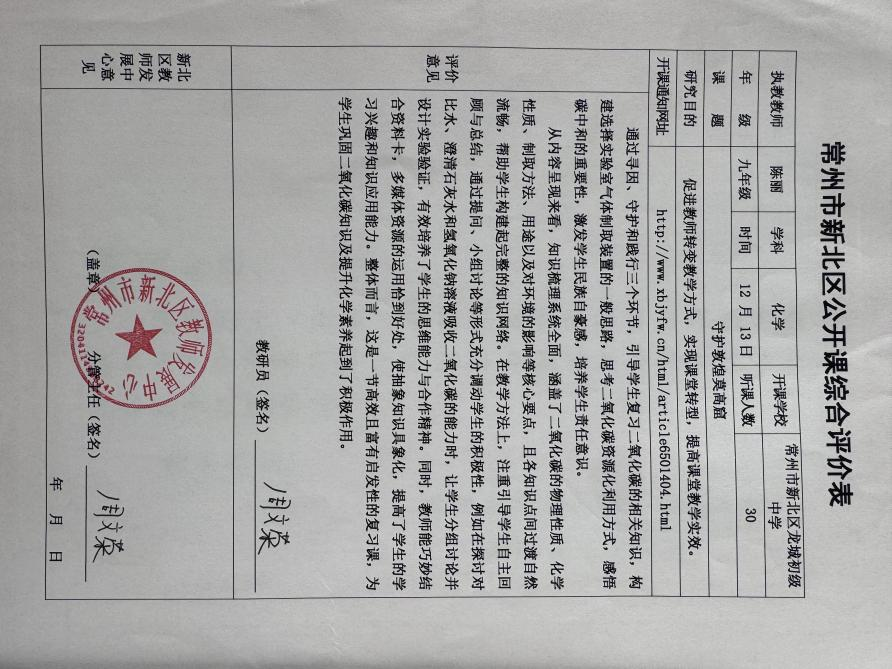 常州市新北区公开课综合评价表
执教教师 陈丽 学科 化学 开课学校 常州市新北区龙城初级
中学
年 级 九年级 时间 12 月 13 日 听课人数 30
课 题 守护敦煌莫高窟
研究目的 促进教师转变教学方式，实现课堂转型，提高课堂教学实效。
开课通知网址 http://www.xbjyfw.cn/html/article6501404.html
评价
意见
通过寻因、守护和践行三个环节，引导学生复习二氧化碳的相关知识，构
建选择实验室气体制取装置的一般思路，思考二氧化碳资源化利用方式，感悟
碳中和的重要性，激发学生民族自豪感，培养学生责任意识。
从内容呈现来看，知识梳理系统全面，涵盖了二氧化碳的物理性质、化学
性质、制取方法、用途以及对环境的影响等核心要点，且各知识点间过渡自然
流畅，帮助学生构建起完整的知识网络。在教学方法上，注重引导学生自主回
顾与总结，通过提问、小组讨论等形式充分调动学生的积极性，例如在探讨对
比水、澄清石灰水和氢氧化钠溶液吸收二氧化碳的能力时，让学生分组讨论并
设计实验验证，有效培养了学生的思维能力与合作精神。同时，教师能巧妙结
合资料卡，多媒体资源的运用恰到好处，使抽象知识具象化，提高了学生的学
习兴趣和知识应用能力。整体而言，这是一节高效且富有启发性的复习课，为
学生巩固二氧化碳知识及提升化学素养起到了积极作用。
教研员（签名） 周文荣
新北
区教
师发
展中
心意
见
（盖章） 分管主任（签名） 周文荣
年 月 日
常州市新北区教师发展中心